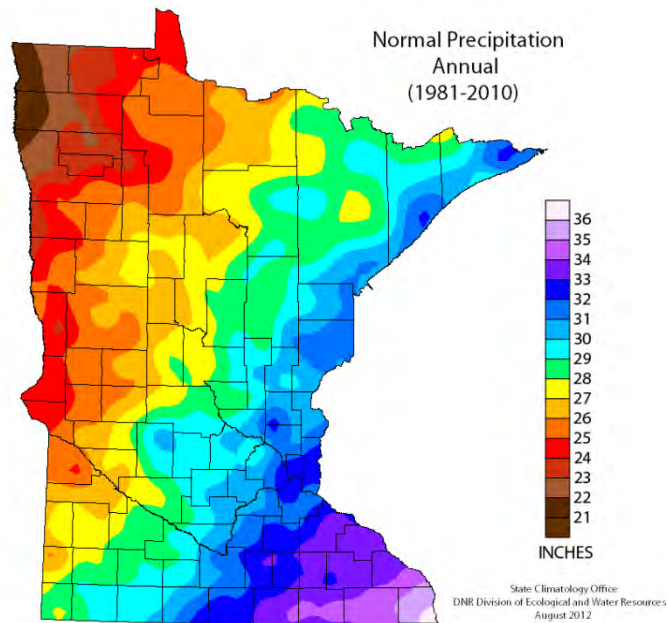 Normal Precipitation
Annual
(1981-2010)
36
35
34
33
32
31
30
29
28
27
26
25
24
23
22
21
INCHES
State Climatology Office
DNR Division of Ecological and Water Resources
August 2012